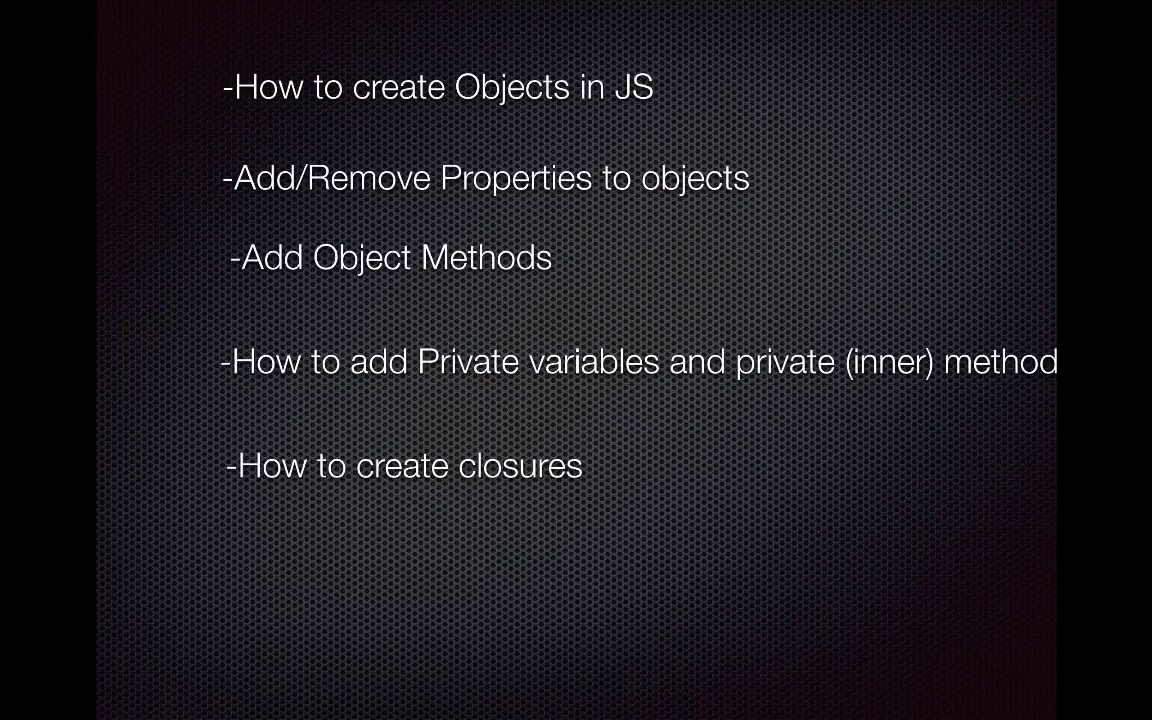 -How to create Objects in JS
-Add/Remove Properties to objects
-Add Object Methods
-How to add Private variables and private (inner) method
-How to create closures